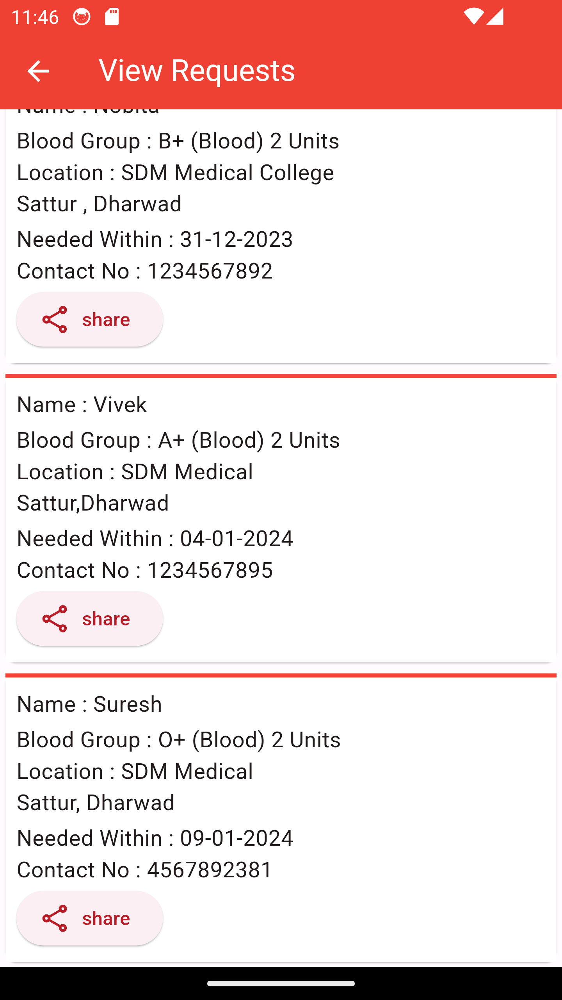 11:46
View Requests
Name : Nobita
Blood Group : B+ (Blood) 2 Units
Location : SDM Medical College
Sattur , Dharwad
Needed Within : 31-12-2023
Contact No : 1234567892
share
Name : Vivek
Blood Group : A+ (Blood) 2 Units
Location : SDM Medical
Sattur,Dharwad
Needed Within : 04-01-2024
Contact No : 1234567895
share
Name : Suresh
Blood Group : O+ (Blood) 2 Units
Location : SDM Medical
Sattur, Dharwad
Needed Within : 09-01-2024
Contact No : 4567892381
share